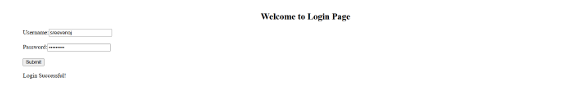 Welcome to Login Page
Username:
Password: ••••••••
Submit
Login Successful!